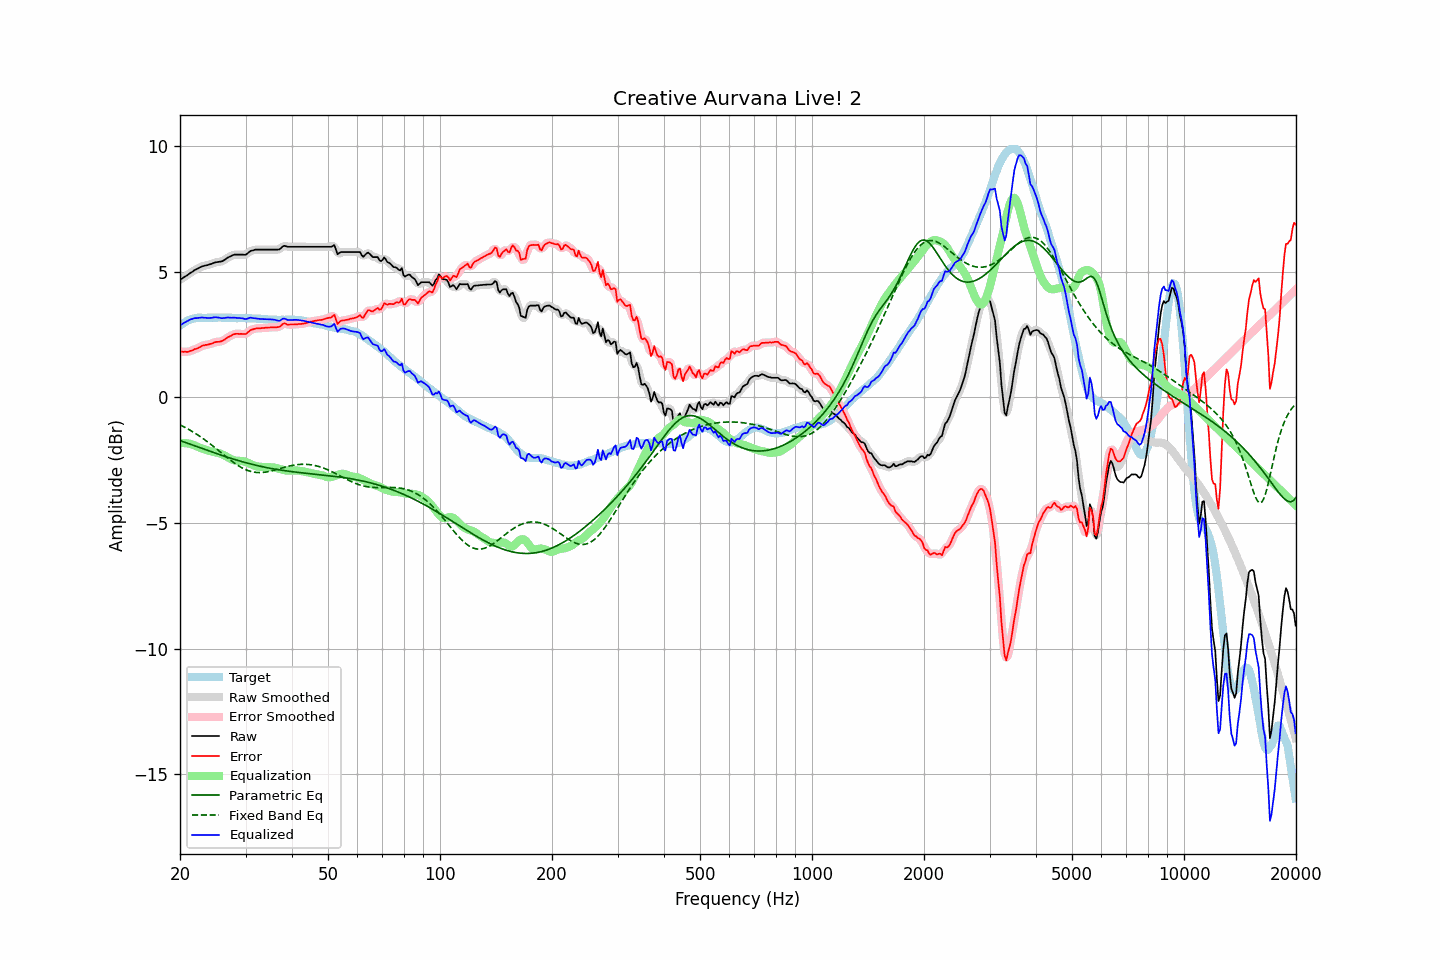 Creative Aurvana Live! 2
Amplitude (dBr)
10
5
0
−5
−10
−15
Target
Raw Smoothed
Error Smoothed
Raw
Error
Equalization
Parametric Eq
Fixed Band Eq
Equalized
20 50 100 200 500 1000 2000 5000 10000 20000
Frequency (Hz)